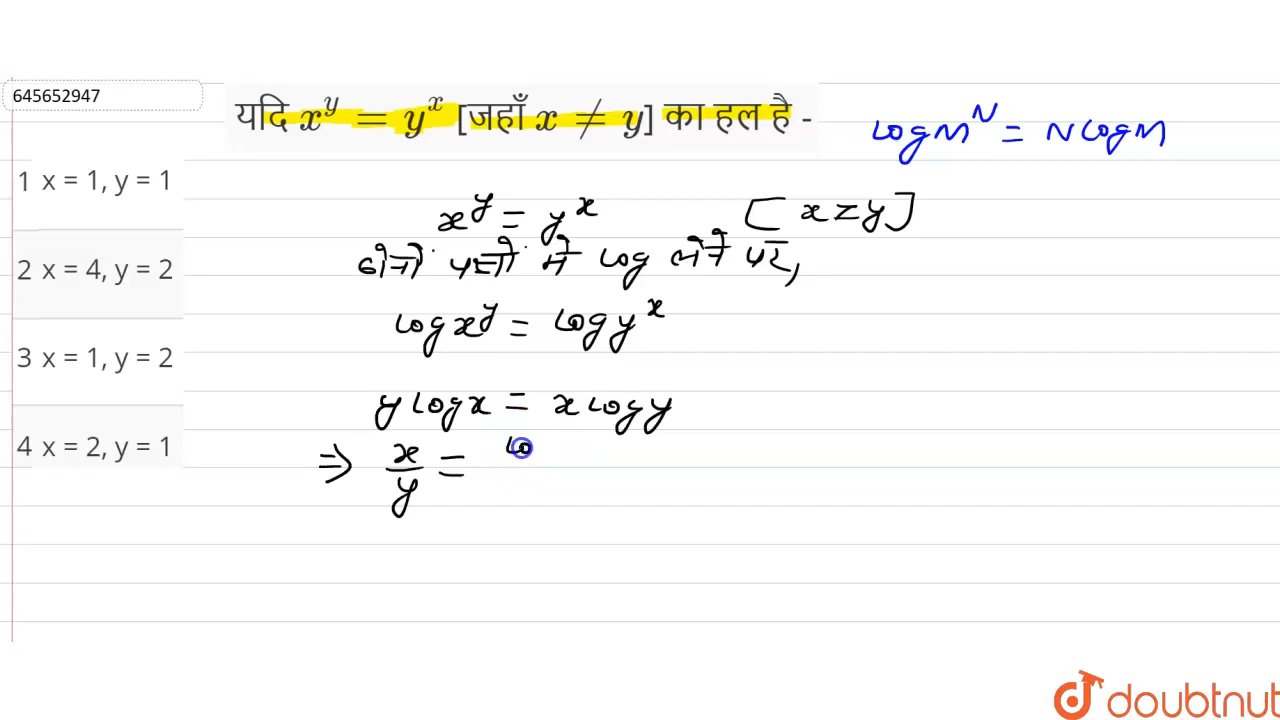 645652947
यदि x^y = y^x [जहाँ x ≠ y] का हल है -
log M^N = N log M
1 x = 1, y = 1
2 x = 4, y = 2
3 x = 1, y = 2
4 x = 2, y = 1
x^y = y^x [x ≠ y]
दोनो पक्षो मे log लेने पर,
log x^y = log y^x
y log x = x log y
⇒ x/y = lo
doubtnut